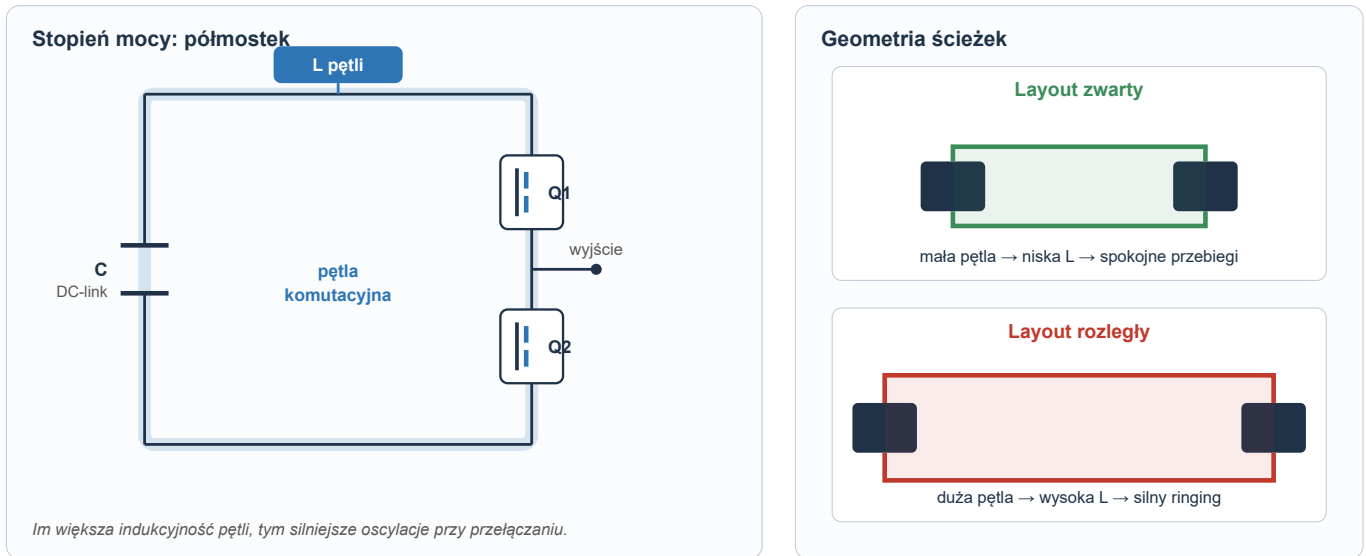 Stopień mocy: półmostek
L pętli
Q1
wyjście
C
DC-link
pętla
komutacyjna
Q2
Im większa indukcyjność pętli, tym silniejsze oscylacje przy przełączaniu.
Geometria ścieżek
Layout zwarty
mała pętla → niska L → spokojne przebiegi
Layout rozległy
duża pętla → wysoka L → silny ringing